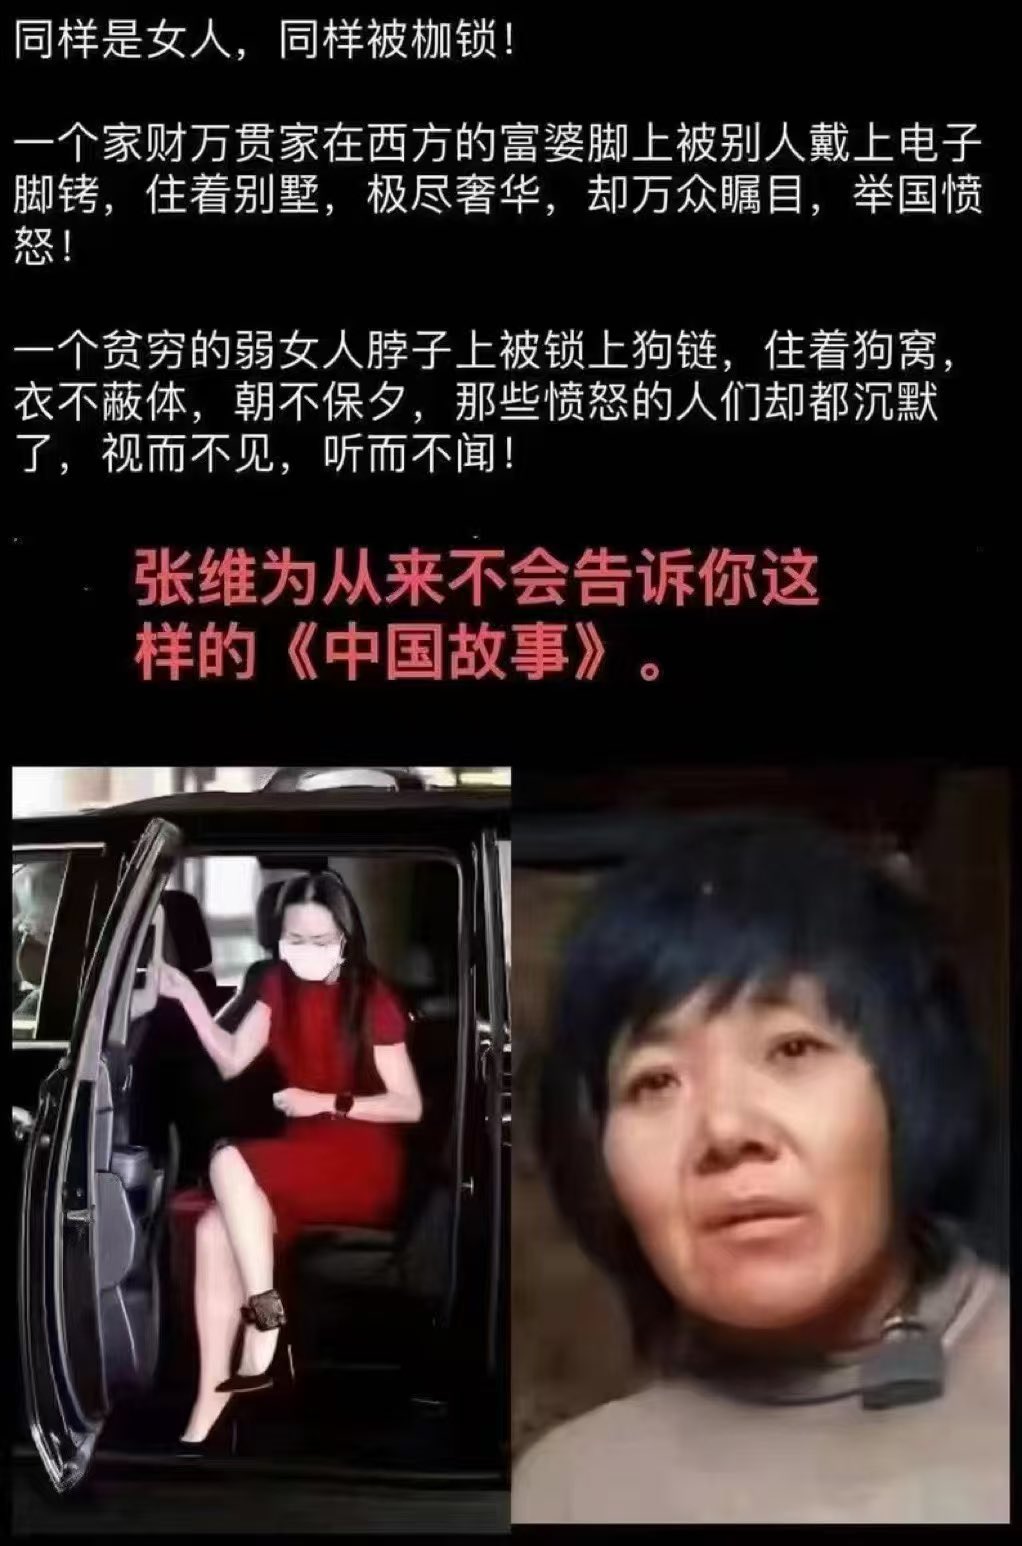 同样是女人，同样被枷锁！
一个家财万贯家在西方的富婆脚上被别人戴上电子
脚铐，住着别墅，极尽奢华，却万众瞩目，举国愤
怒！
一个贫穷的弱女人脖子上被锁上狗链，住着狗窝，
衣不蔽体，朝不保夕，那些愤怒的人们却都沉默
了，视而不见，听而不闻！
张维为从来不会告诉你这
样的《中国故事》。